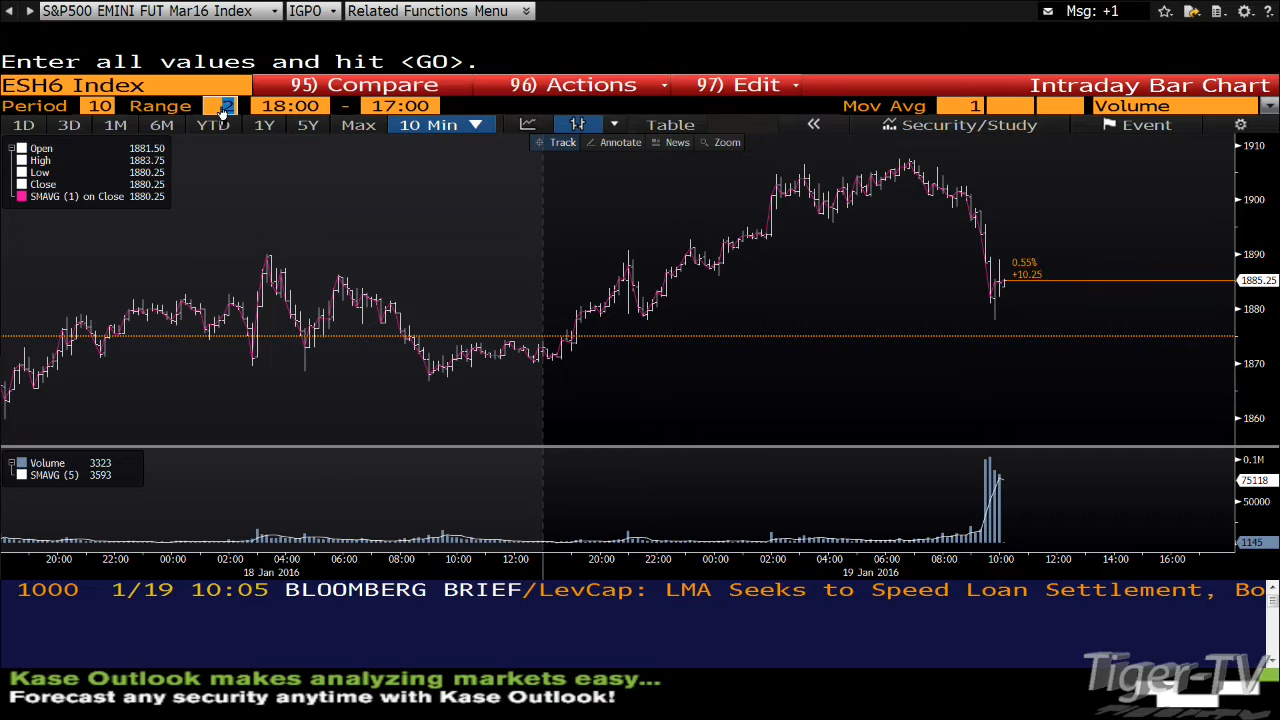 S&P500 EMINI FUT Mar16 Index IGPO Related Functions Menu Msg: +1
Enter all values and hit <GO>.
ESH6 Index 95) Compare 96) Actions 97) Edit Intraday Bar Chart
Period 10 Range 2 18:00 - 17:00 Mov Avg 1 Volume
1D 3D 1M 6M YTD 1Y 5Y Max 10 Min Table Security/Study Event
Track Annotate News Zoom
Open 1881.50
High 1883.75
Low 1880.25
Close 1880.25
SMAVG (1) on Close 1880.25
1910
1900
1890
0.55%
+10.25
1885.25
1880
1870
1860
Volume 3323
SMAVG (5) 3593
0.1M
75118
50000
1145
20:00 22:00 00:00 02:00 04:00 06:00 08:00 10:00 12:00 20:00 22:00 00:00 02:00 04:00 06:00 08:00 10:00 12:00 14:00 16:00
18 Jan 2016 19 Jan 2016
1000 1/19 10:05 BLOOMBERG BRIEF/LevCap: LMA Seeks to Speed Loan Settlement, Bo
Kase Outlook makes analyzing markets easy...
Forecast any security anytime with Kase Outlook!
Tiger-TV